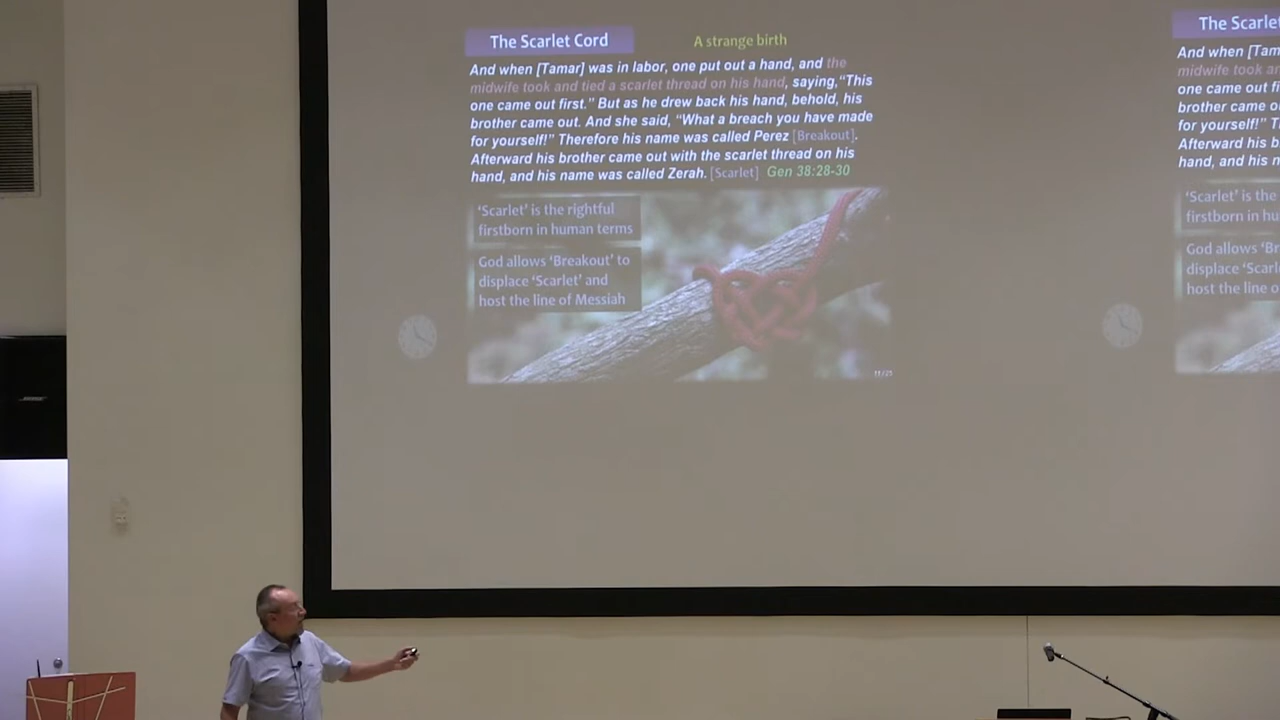 The Scarlet Cord
A strange birth
And when [Tamar] was in labor, one put out a hand, and the
midwife took and tied a scarlet thread on his hand, saying,“This
one came out first.” But as he drew back his hand, behold, his
brother came out. And she said, “What a breach you have made
for yourself!” Therefore his name was called Perez [Breakout].
Afterward his brother came out with the scarlet thread on his
hand, and his name was called Zerah. [Scarlet] Gen 38:28-30
‘Scarlet’ is the rightful
firstborn in human terms
God allows ‘Breakout’ to
displace ‘Scarlet’ and
host the line of Messiah
The Scarlet
And when [Tam
midwife took an
one came out fi
brother came o
for yourself!” T
Afterward his b
hand, and his n
‘Scarlet’ is the
firstborn in hu
God allows ‘Br
displace ‘Scarl
host the line o